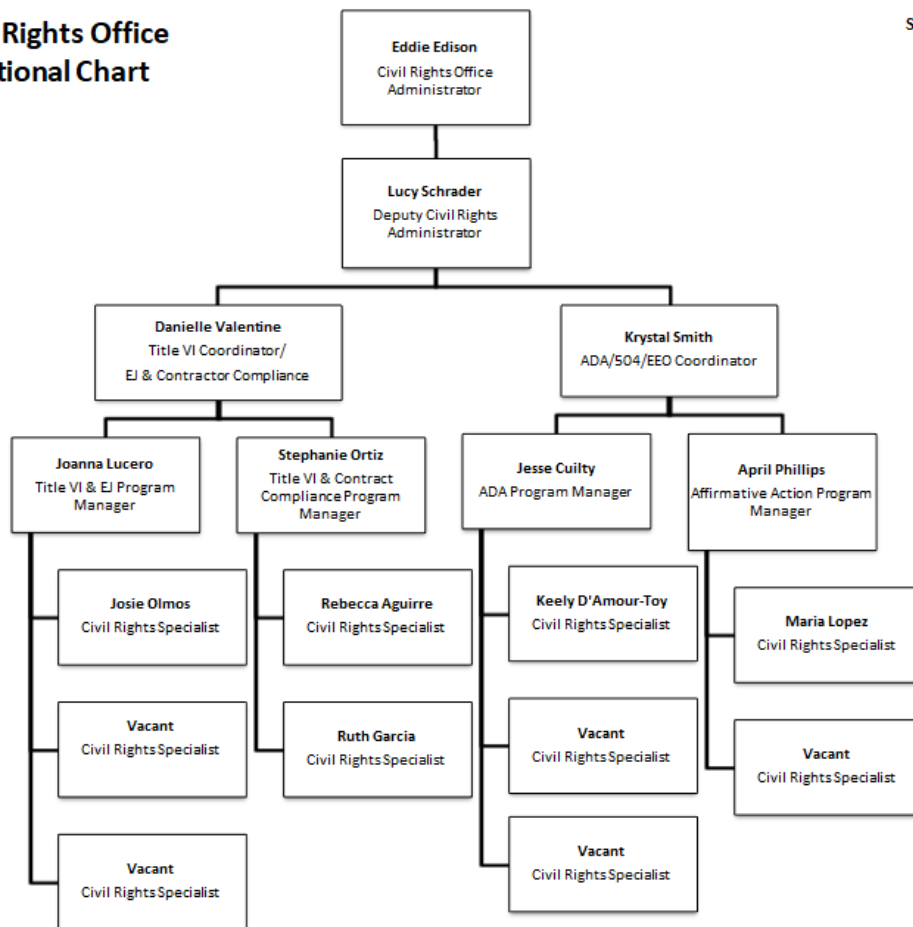 Rights Office
tional Chart
S
Eddie Edison
Civil Rights Office
Administrator
Lucy Schrader
Deputy Civil Rights
Administrator
Danielle Valentine
Title VI Coordinator/
EJ & Contractor Compliance
Krystal Smith
ADA/504/EEO Coordinator
Joanna Lucero
Title VI & EJ Program
Manager
Stephanie Ortiz
Title VI & Contract
Compliance Program
Manager
Jesse Cuilty
ADA Program Manager
April Phillips
Affirmative Action Program
Manager
Josie Olmos
Civil Rights Specialist
Vacant
Civil Rights Specialist
Vacant
Civil Rights Specialist
Rebecca Aguirre
Civil Rights Specialist
Ruth Garcia
Civil Rights Specialist
Keely D'Amour-Toy
Civil Rights Specialist
Vacant
Civil Rights Specialist
Vacant
Civil Rights Specialist
Maria Lopez
Civil Rights Specialist
Vacant
Civil Rights Specialist